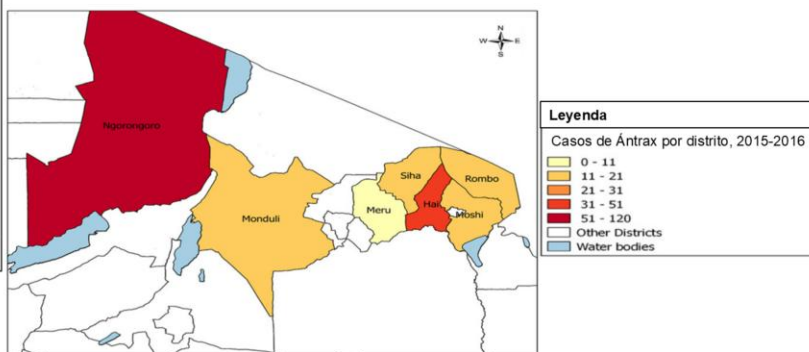 N
W E
S
Ngorongoro
Monduli
Meru
Siha
Hai
Rombo
Moshi
Leyenda
Casos de Ántrax por distrito, 2015-2016
0 - 11
11 - 21
21 - 31
31 - 51
51 - 120
Other Districts
Water bodies